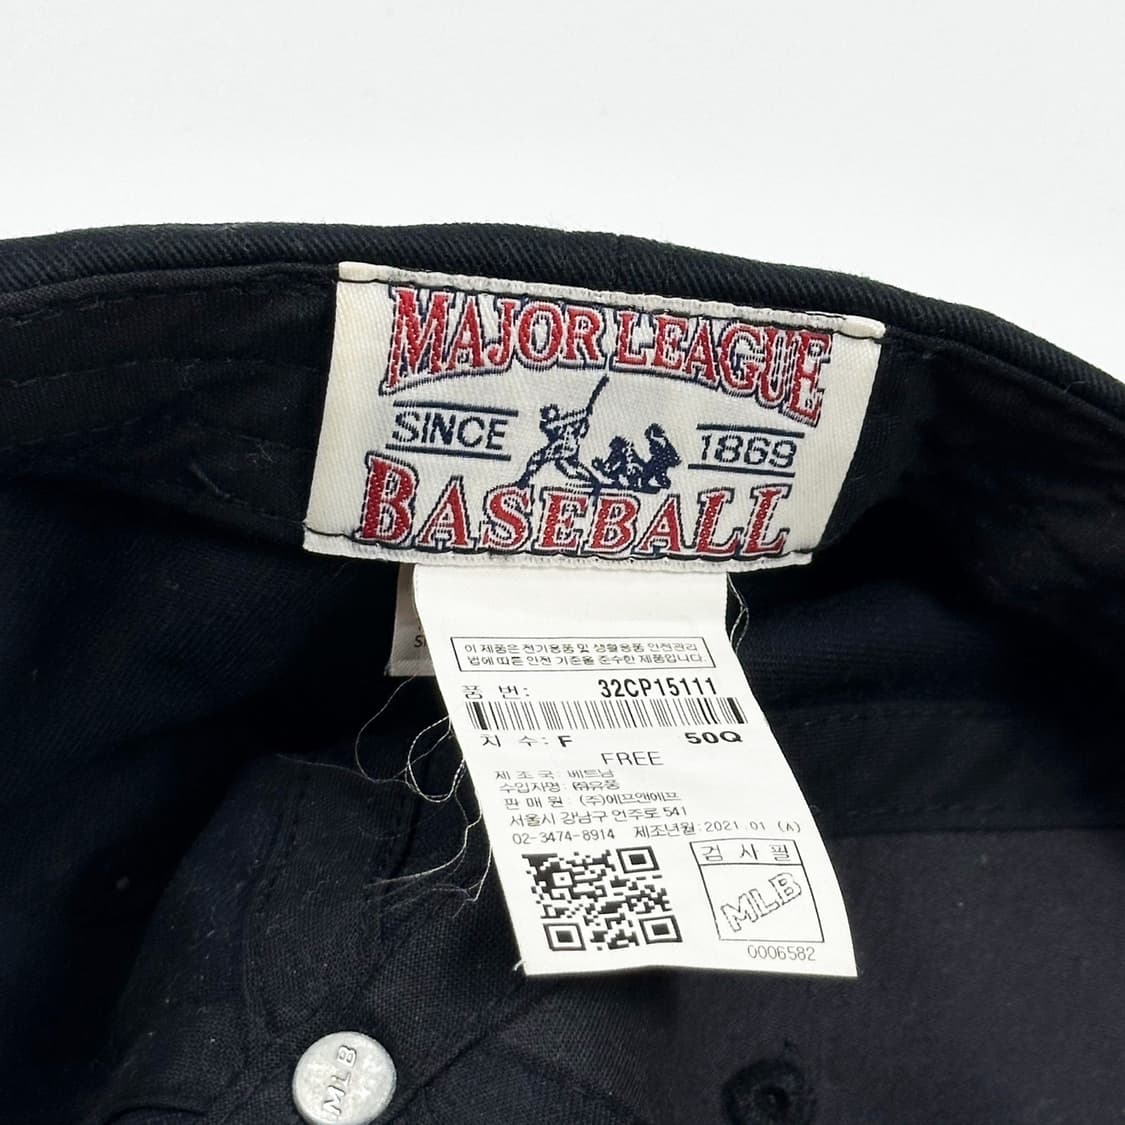 MAJOR LEAGUE
SINCE 1869
BASEBALL
이 제품은 전기용품 및 생활용품 안전관리
법에 따른 안전 기준을 준수한 제품입니다.
품 번: 32CP15111
치 수: F 50Q
FREE
제 조 국: 베트남
수입자명: ㈜유풍
판 매 원: (주)에프앤에프
서울시 강남구 언주로 541
02-3474-8914 제조년월: 2021.01 (A)
검 사 필
MLB
0006582
MLB